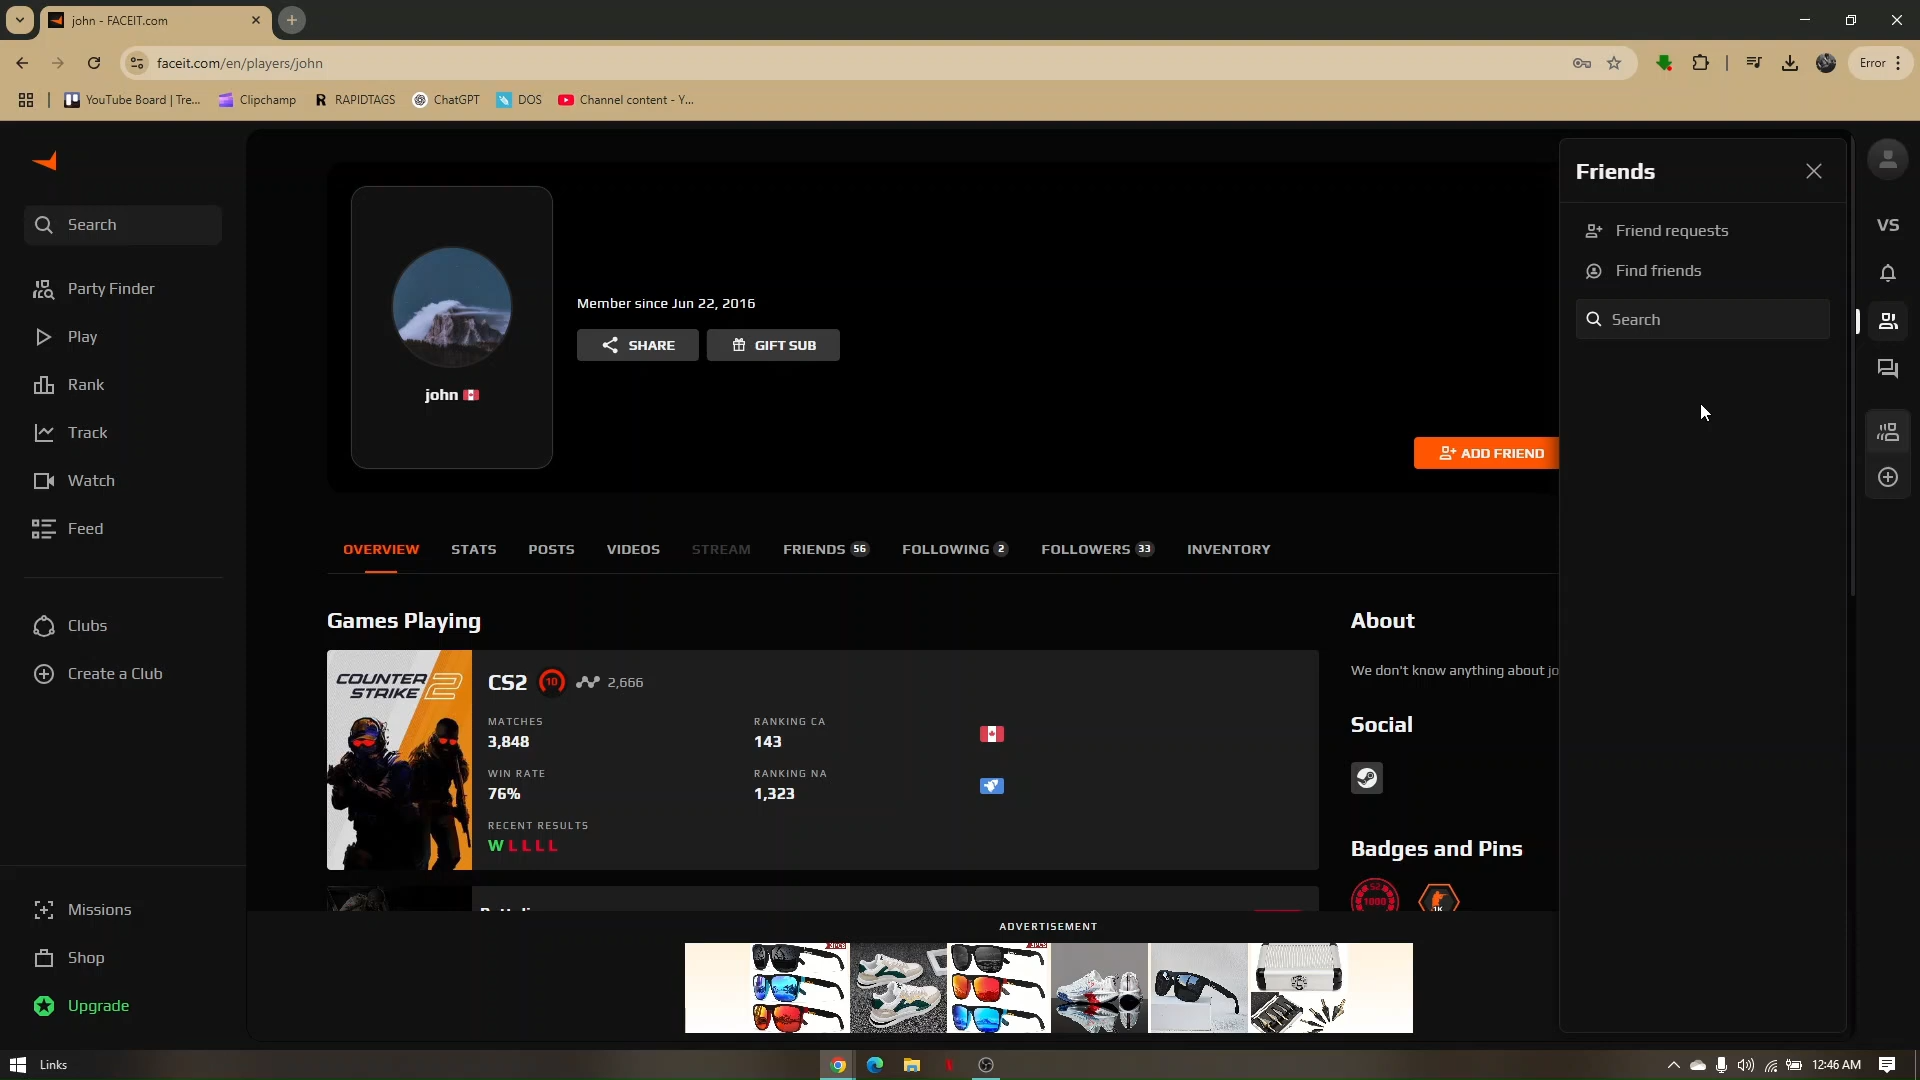 john - FACEIT.com
faceit.com/en/players/john
Error
YouTube Board | Tre...
Clipchamp
RAPIDTAGS
ChatGPT
DOS
Channel content - Y...
Search
Party Finder
Play
Rank
Track
Watch
Feed
Clubs
Create a Club
Missions
Shop
Upgrade
john
Member since Jun 22, 2016
SHARE
GIFT SUB
ADD FRIEND
OVERVIEW
STATS
POSTS
VIDEOS
STREAM
FRIENDS 56
FOLLOWING 2
FOLLOWERS 33
INVENTORY
Games Playing
COUNTER
STRIKE 2
CS2 10 2,666
MATCHES
3,848
RANKING CA
143
WIN RATE
76%
RANKING NA
1,323
RECENT RESULTS
W L L L L
About
We don't know anything about jo
Social
Badges and Pins
CS2
1000
1K
ADVERTISEMENT
Friends
Friend requests
Find friends
Search
VS
Links
12:46 AM